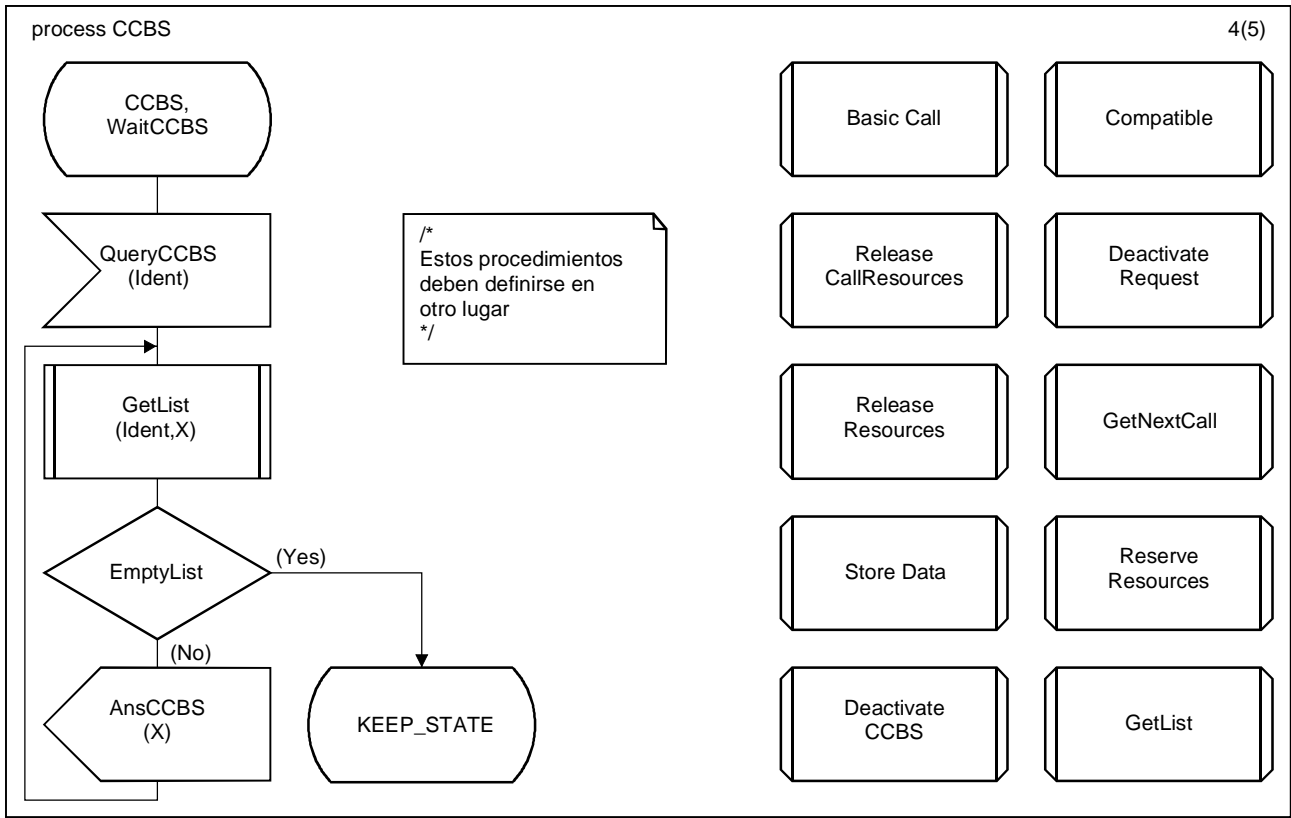 process CCBS
4(5)
CCBS,
WaitCCBS
QueryCCBS
(Ident)
GetList
(Ident,X)
EmptyList
(Yes)
(No)
AnsCCBS
(X)
KEEP_STATE
/*
Estos procedimientos
deben definirse en
otro lugar
*/
Basic Call
Compatible
Release
CallResources
Deactivate
Request
Release
Resources
GetNextCall
Store Data
Reserve
Resources
Deactivate
CCBS
GetList